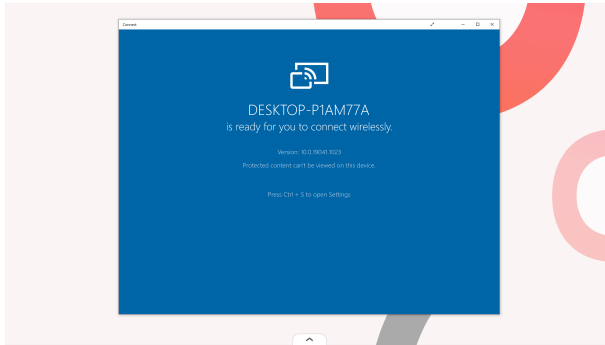 Connect
DESKTOP-P1AM77A
is ready for you to connect wirelessly.
Version: 10.0.19041.1023
Protected content can't be viewed on this device.
Press Ctrl + S to open Settings